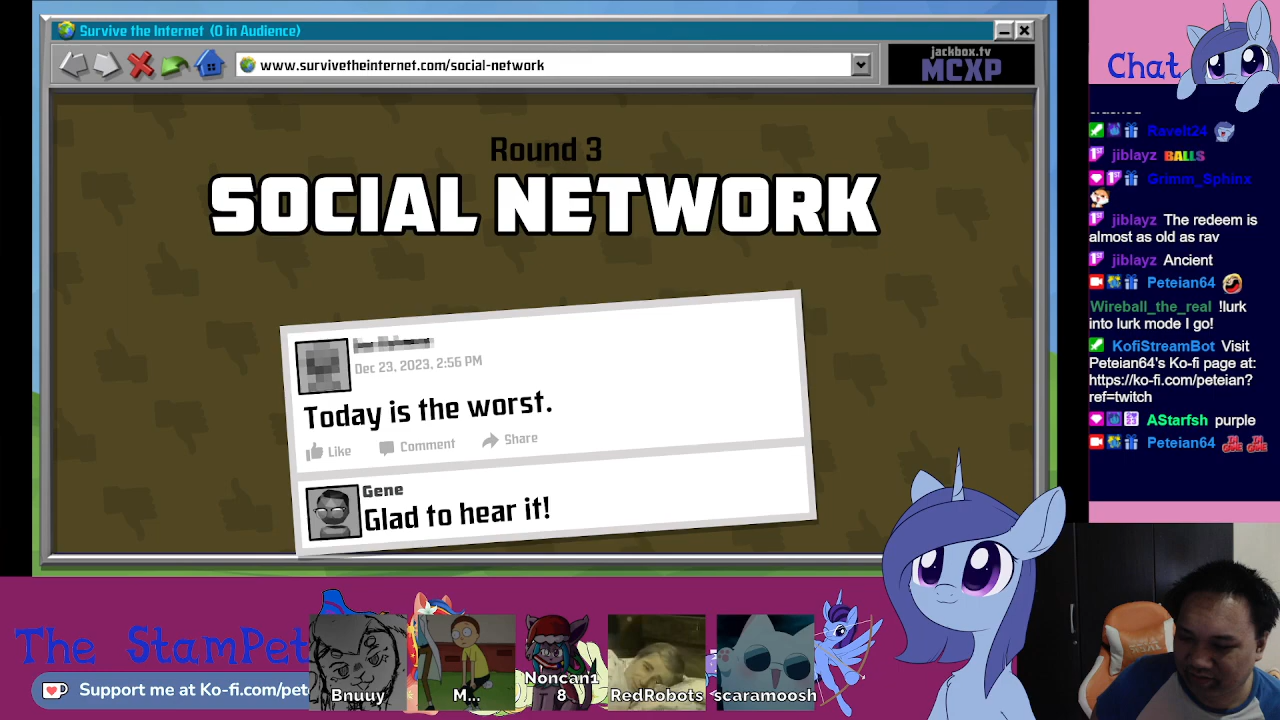 Survive the Internet (0 in Audience)
www.survivetheinternet.com/social-network
jackbox.tv
MCXP
Round 3
SOCIAL NETWORK
Dec 23, 2023, 2:56 PM
Today is the worst.
Like Comment Share
Gene
Glad to hear it!
Chat
RaveIt24
jiblayz BALLS
Grimm_Sphinx
jiblayz The redeem is
almost as old as rav
jiblayz Ancient
Peteian64
Wireball_the_real !lurk
into lurk mode I go!
KofiStreamBot Visit
Peteian64's Ko-fi page at:
https://ko-fi.com/peteian?
ref=twitch
AStarfsh purple
Peteian64
The StamPet
Support me at Ko-fi.com/pet
Bnuuy
M...
Noncan1
8
RedRobots
scaramoosh